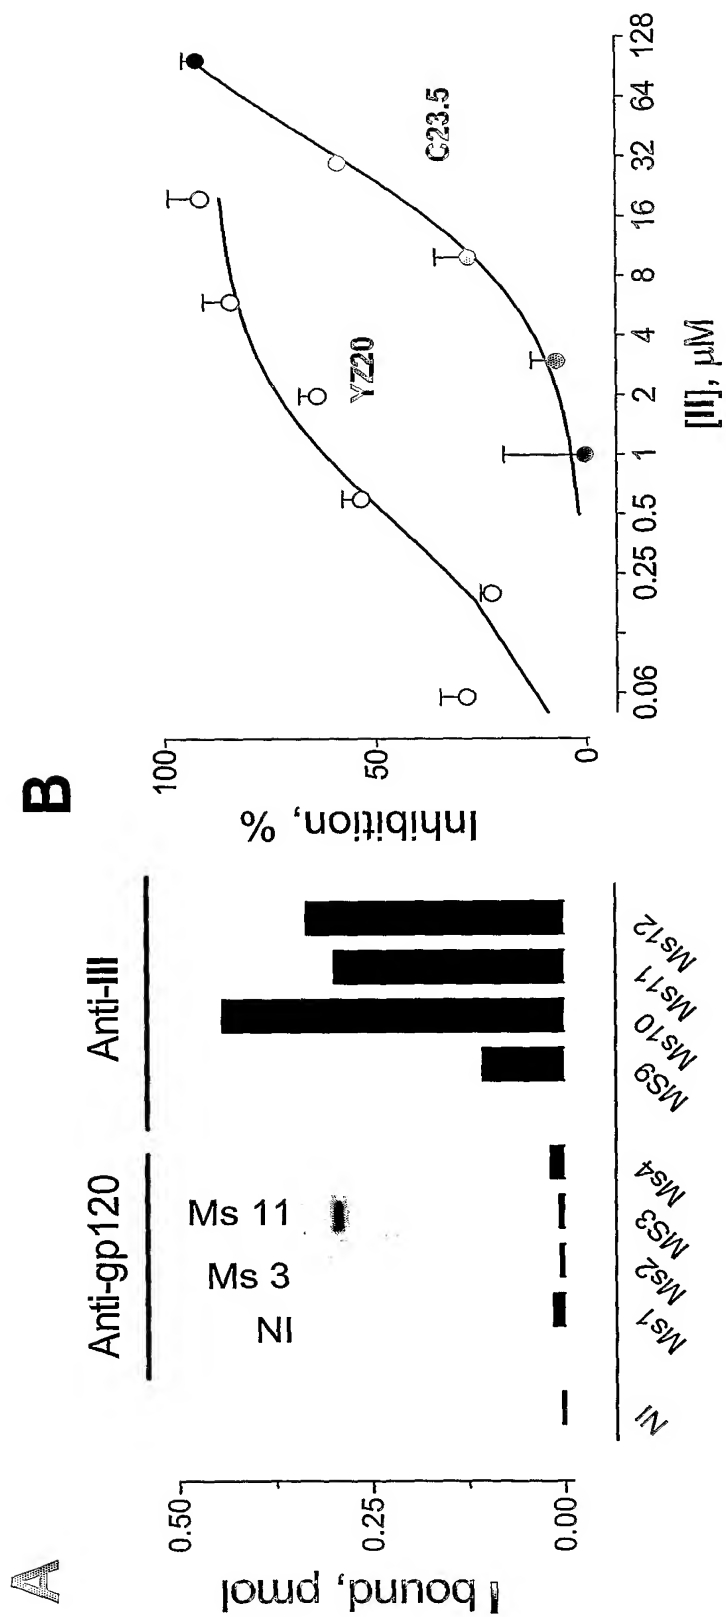 A
Anti-gp120
Anti-III
NI
Ms 3
Ms 11
0.50
0.25
0.00
I bound, pmol
NI
Ms1
Ms2
MS3
Ms4
MS9
Ms10
Ms11
Ms12
B
100
50
0
Inhibition, %
YZ20
C23.5
0.06
0.25
0.5
1
2
4
8
16
32
64
128
[II], µM